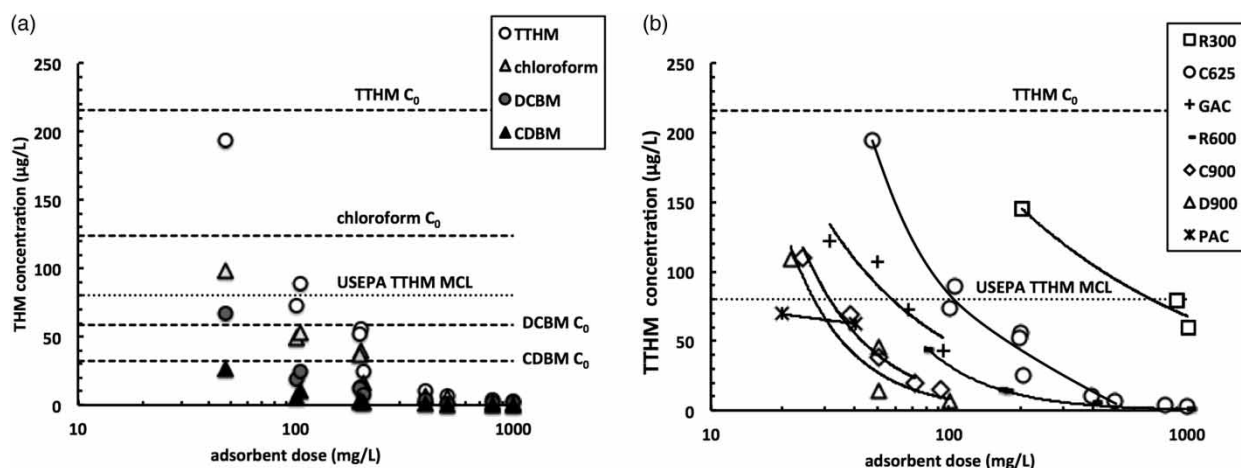 (a)
TTHM
chloroform
DCBM
CDBM
THM concentration (µg/L)
250
200
150
100
50
0
TTHM C₀
chloroform C₀
USEPA TTHM MCL
DCBM C₀
CDBM C₀
10
100
1000
adsorbent dose (mg/L)
(b)
R300
C625
GAC
R600
C900
D900
PAC
TTHM concentration (µg/L)
250
200
150
100
50
0
TTHM C₀
USEPA TTHM MCL
10
100
1000
adsorbent dose (mg/L)